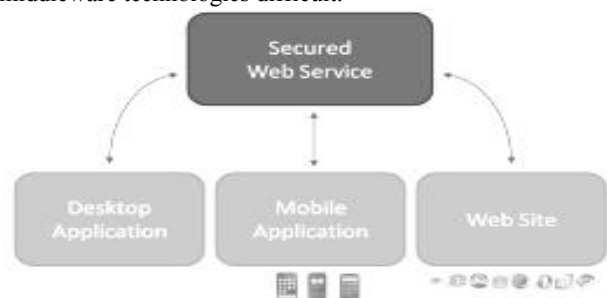 middleware technologies difficult.
Secured
Web Service
Desktop
Application
Mobile
Application
Web Site